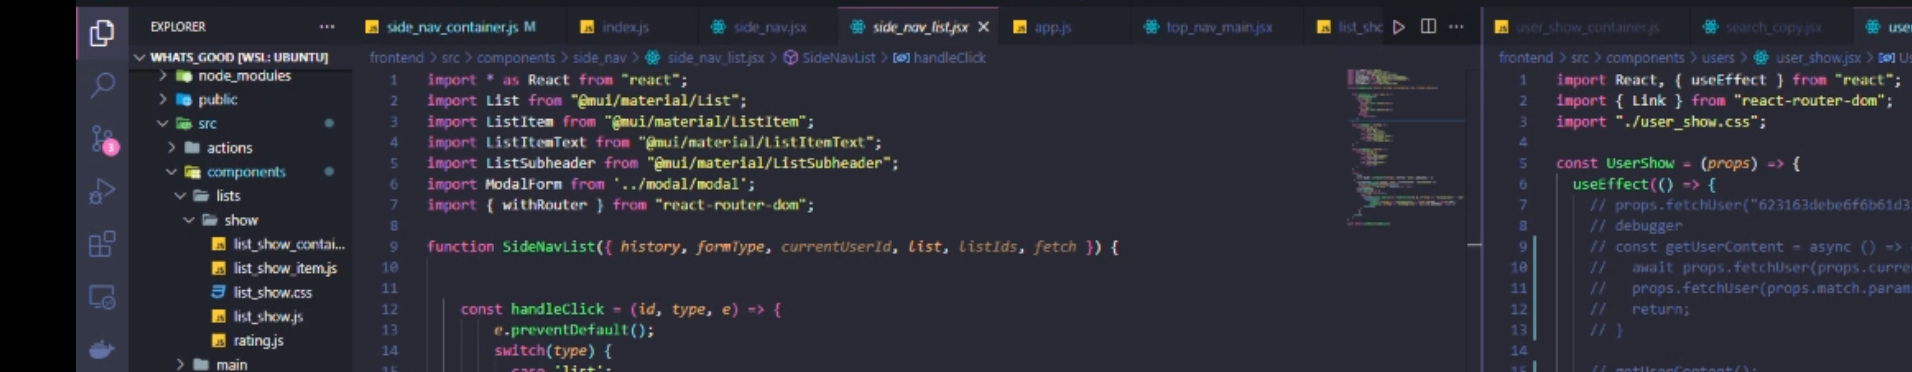 EXPLORER ...
WHATS_GOOD [WSL: UBUNTU]
node_modules
public
src
actions
components
lists
show
list_show_contai...
list_show_item.js
list_show.css
list_show.js
rating.js
main
3
side_nav_container.js M index.js side_nav.jsx side_nav_list.jsx app.js top_nav_main.jsx list_sho
frontend > src > components > side_nav > side_nav_list.jsx > SideNavList > handleClick
1 import * as React from "react";
2 import List from "@mui/material/List";
3 import ListItem from "@mui/material/ListItem";
4 import ListItemText from "@mui/material/ListItemText";
5 import ListSubheader from "@mui/material/ListSubheader";
6 import ModalForm from '../modal/modal';
7 import { withRouter } from "react-router-dom";
8
9 function SideNavList({ history, formType, currentUserId, list, listIds, fetch }) {
10
11
12 const handleClick = (id, type, e) => {
13 e.preventDefault();
14 switch(type) {
15 case 'list':
user_show_container.js search_copy.jsx use
frontend > src > components > users > user_show.jsx > Us
1 import React, { useEffect } from "react";
2 import { Link } from "react-router-dom";
3 import "./user_show.css";
4
5 const UserShow = (props) => {
6 useEffect(() => {
7 // props.fetchUser("623163debe6f6b61d3
8 // debugger
9 // const getUserContent = async () =>
10 // await props.fetchUser(props.curre
11 // props.fetchUser(props.match.param
12 // return;
13 // }
14
15 // getUserContent();